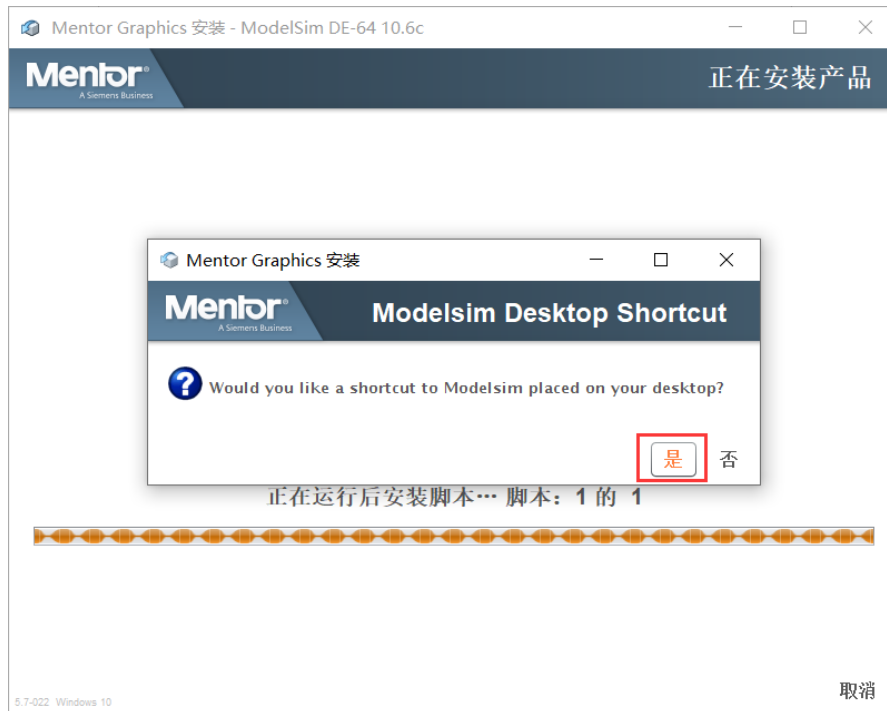 Mentor Graphics 安装 - ModelSim DE-64 10.6c
Mentor®
A Siemens Business
正在安装产品
Mentor Graphics 安装
Mentor®
A Siemens Business
Modelsim Desktop Shortcut
Would you like a shortcut to Modelsim placed on your desktop?
是 否
正在运行后安装脚本… 脚本：1 的 1
取消
5.7-022 Windows 10